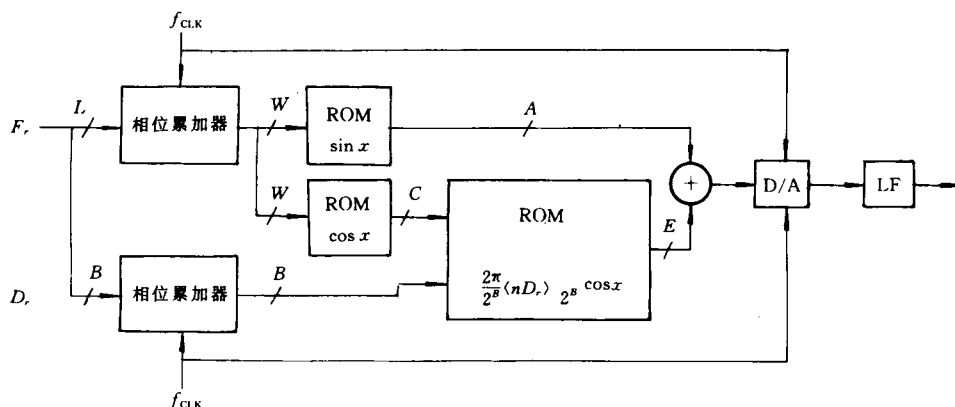 f_CLK
F_r
L
相位累加器
W
ROM
sin x
A
W
ROM
cos x
C
ROM
\frac{2π}{2^B}⟨nD_r⟩_{2^B} cos x
E
+
D/A
LF
D_r
B
相位累加器
B
f_CLK